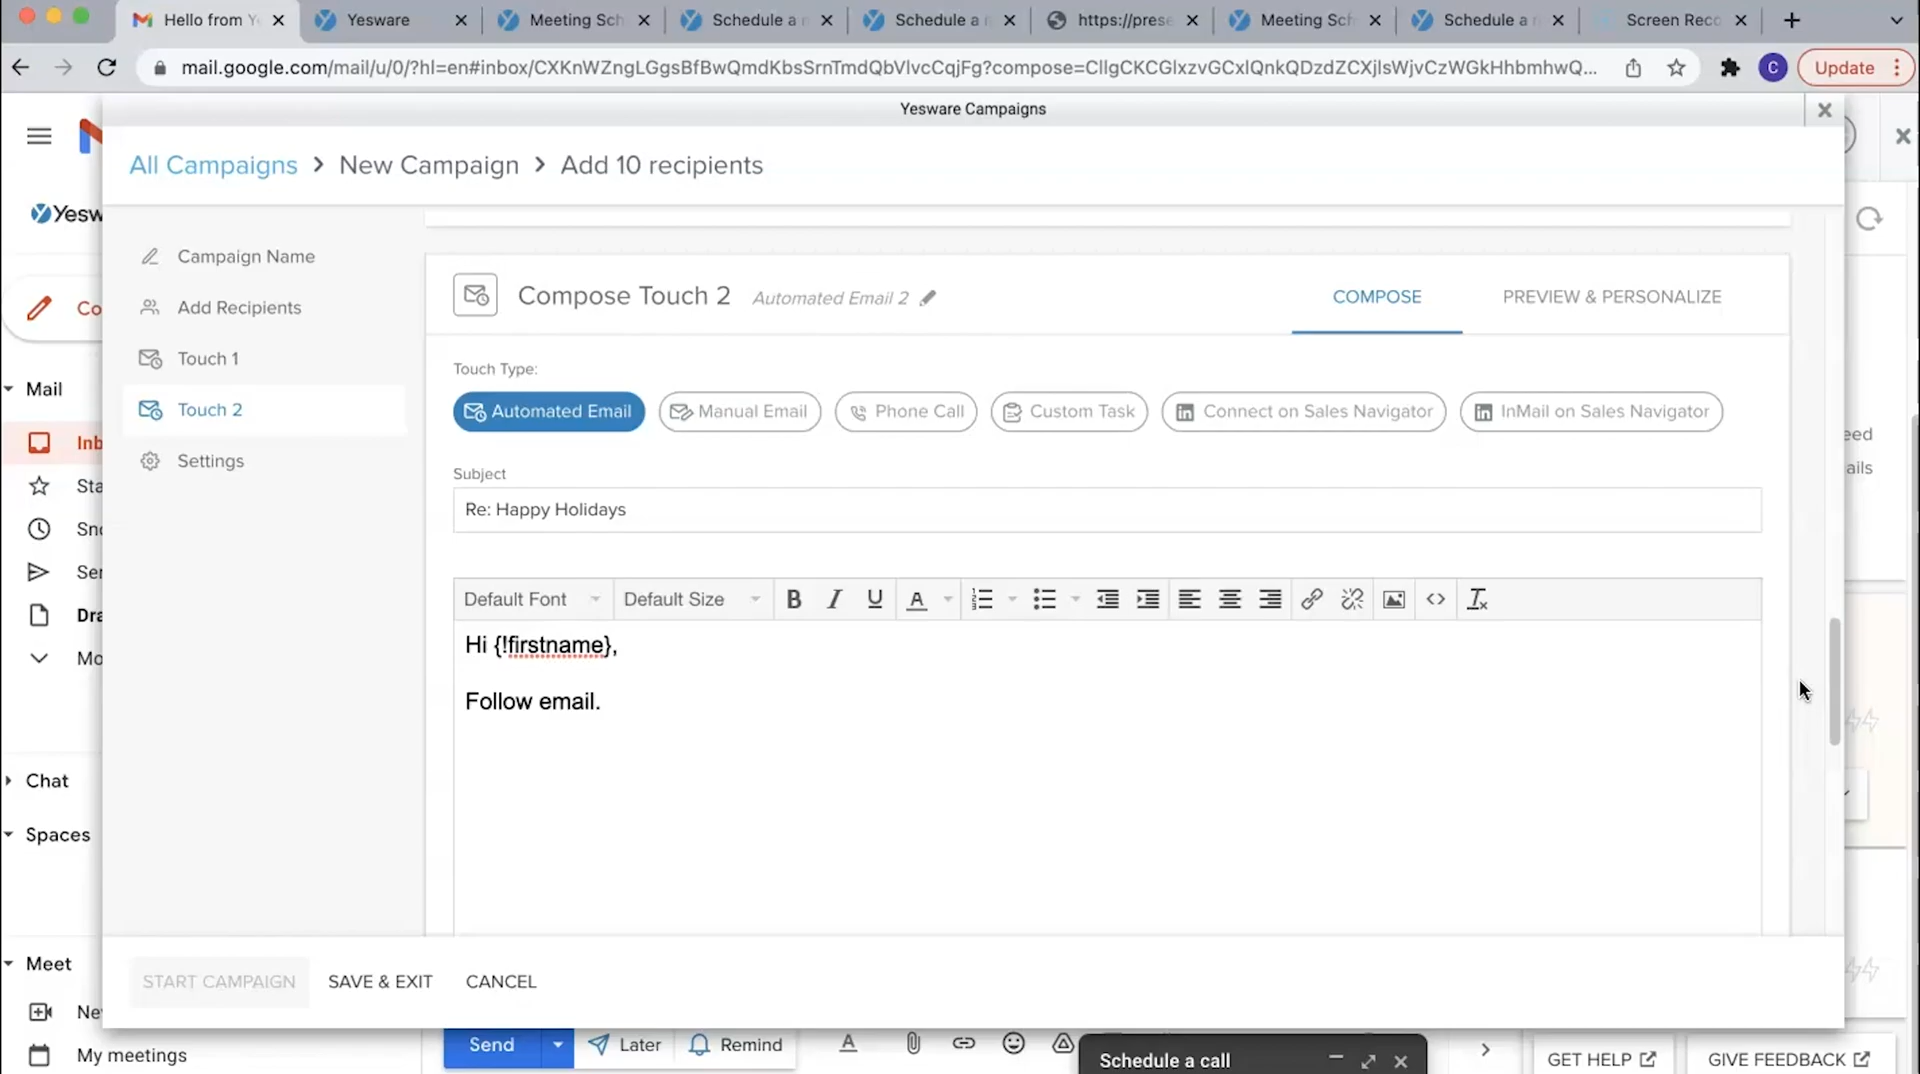 Hello from Y
Yesware
Meeting Sch
Schedule a
Schedule a
https://prese
Meeting Sch
Schedule a
Screen Reco
mail.google.com/mail/u/0/?hl=en#inbox/CXKnWZngLGgsBfBwQmdKbsSrnTmdQbVlvcCqjFg?compose=CllgCKCGlxzvGCxlQnkQDzdZCXjlsWjvCzWGkHhbmhwQ...
C
Update
Yesware Campaigns
All Campaigns > New Campaign > Add 10 recipients
Yesw
Campaign Name
Add Recipients
Touch 1
Touch 2
Settings
Co
Mail
Inb
Sta
Sno
Ser
Dra
Mo
Chat
Spaces
Meet
Nev
My meetings
Compose Touch 2
Automated Email 2
COMPOSE
PREVIEW & PERSONALIZE
Touch Type:
Automated Email
Manual Email
Phone Call
Custom Task
Connect on Sales Navigator
InMail on Sales Navigator
Subject
Re: Happy Holidays
Default Font
Default Size
B I U A
Hi {!firstname},
Follow email.
eed
ails
START CAMPAIGN
SAVE & EXIT
CANCEL
Send
Later
Remind
Schedule a call
GET HELP
GIVE FEEDBACK